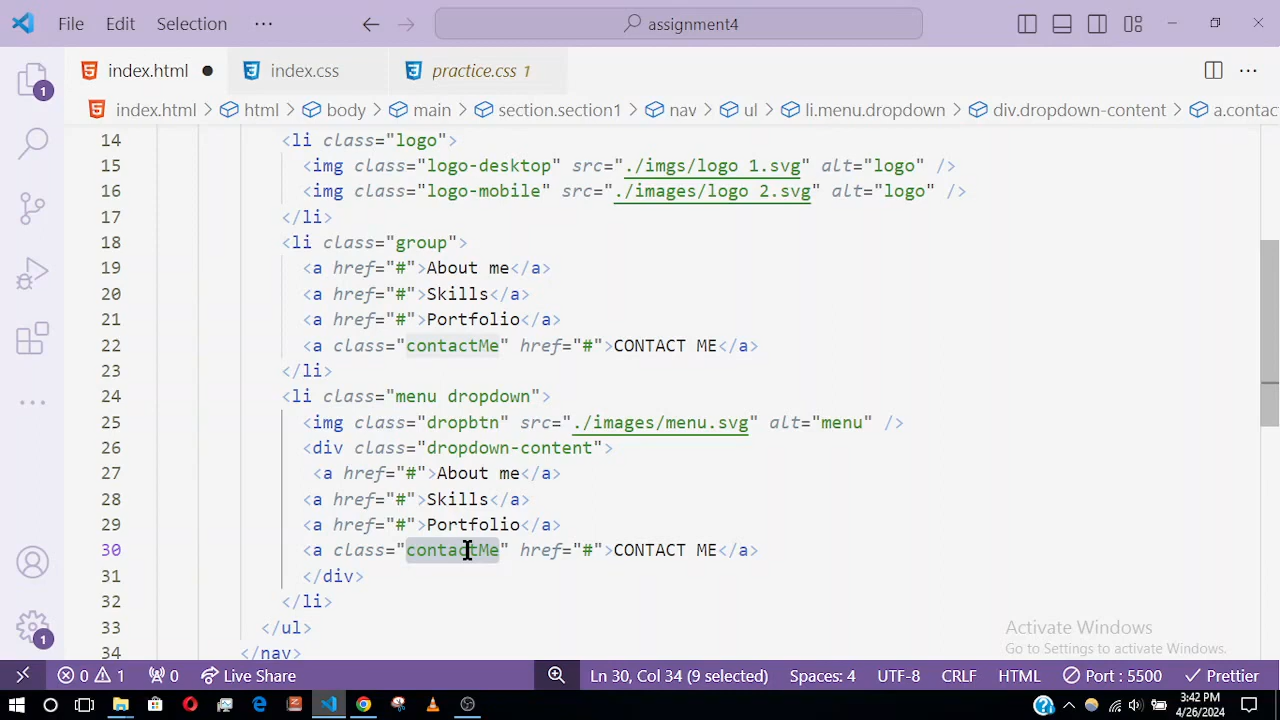 File Edit Selection ··· assignment4
index.html ● index.css practice.css 1 ···
index.html > html > body > main > section.section1 > nav > ul > li.menu.dropdown > div.dropdown-content > a.contac
14 <li class="logo">
15 <img class="logo-desktop" src="./imgs/logo 1.svg" alt="logo" />
16 <img class="logo-mobile" src="./images/logo 2.svg" alt="logo" />
17 </li>
18 <li class="group">
19 <a href="#">About me</a>
20 <a href="#">Skills</a>
21 <a href="#">Portfolio</a>
22 <a class="contactMe" href="#">CONTACT ME</a>
23 </li>
24 <li class="menu dropdown">
25 <img class="dropbtn" src="./images/menu.svg" alt="menu" />
26 <div class="dropdown-content">
27 <a href="#">About me</a>
28 <a href="#">Skills</a>
29 <a href="#">Portfolio</a>
30 <a class="contactMe" href="#">CONTACT ME</a>
31 </div>
32 </li>
33 </ul>
34 </nav>
1
1
Activate Windows
Go to Settings to activate Windows.
0 1 0 Live Share Ln 30, Col 34 (9 selected) Spaces: 4 UTF-8 CRLF HTML Port : 5500 Prettier
3:42 PM
4/26/2024